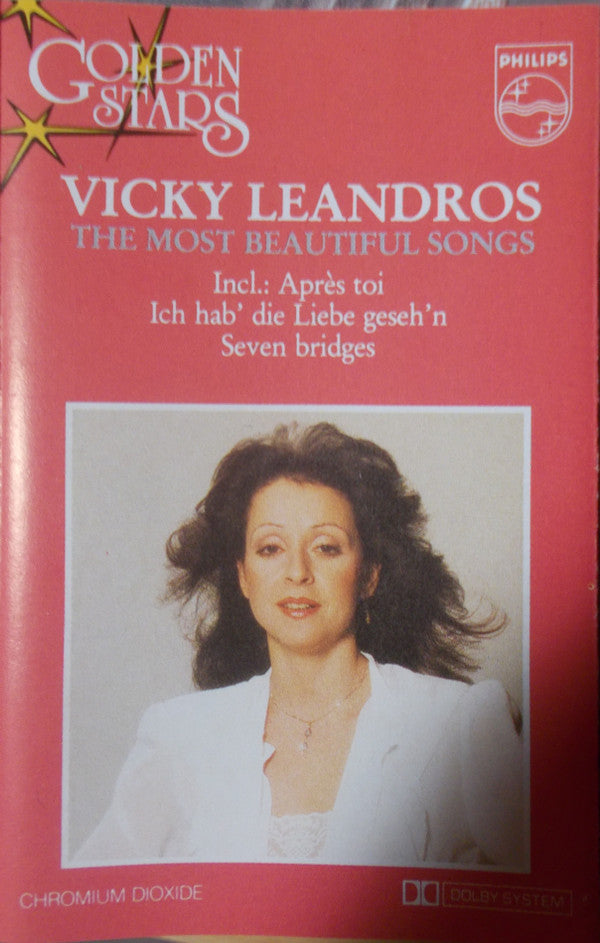 GOLDEN
STARS
PHILIPS
VICKY LEANDROS
THE MOST BEAUTIFUL SONGS
Incl.: Après toi
Ich hab' die Liebe geseh'n
Seven bridges
CHROMIUM DIOXIDE
DOLBY SYSTEM